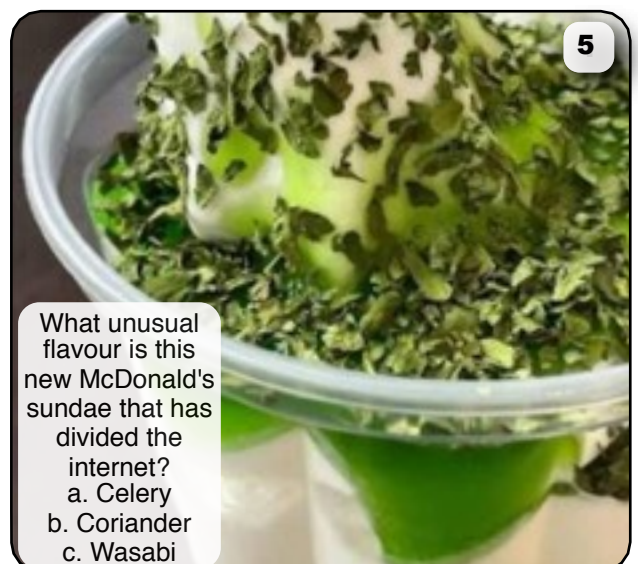 5
What unusual
flavour is this
new McDonald's
sundae that has
divided the
internet?
a. Celery
b. Coriander
c. Wasabi